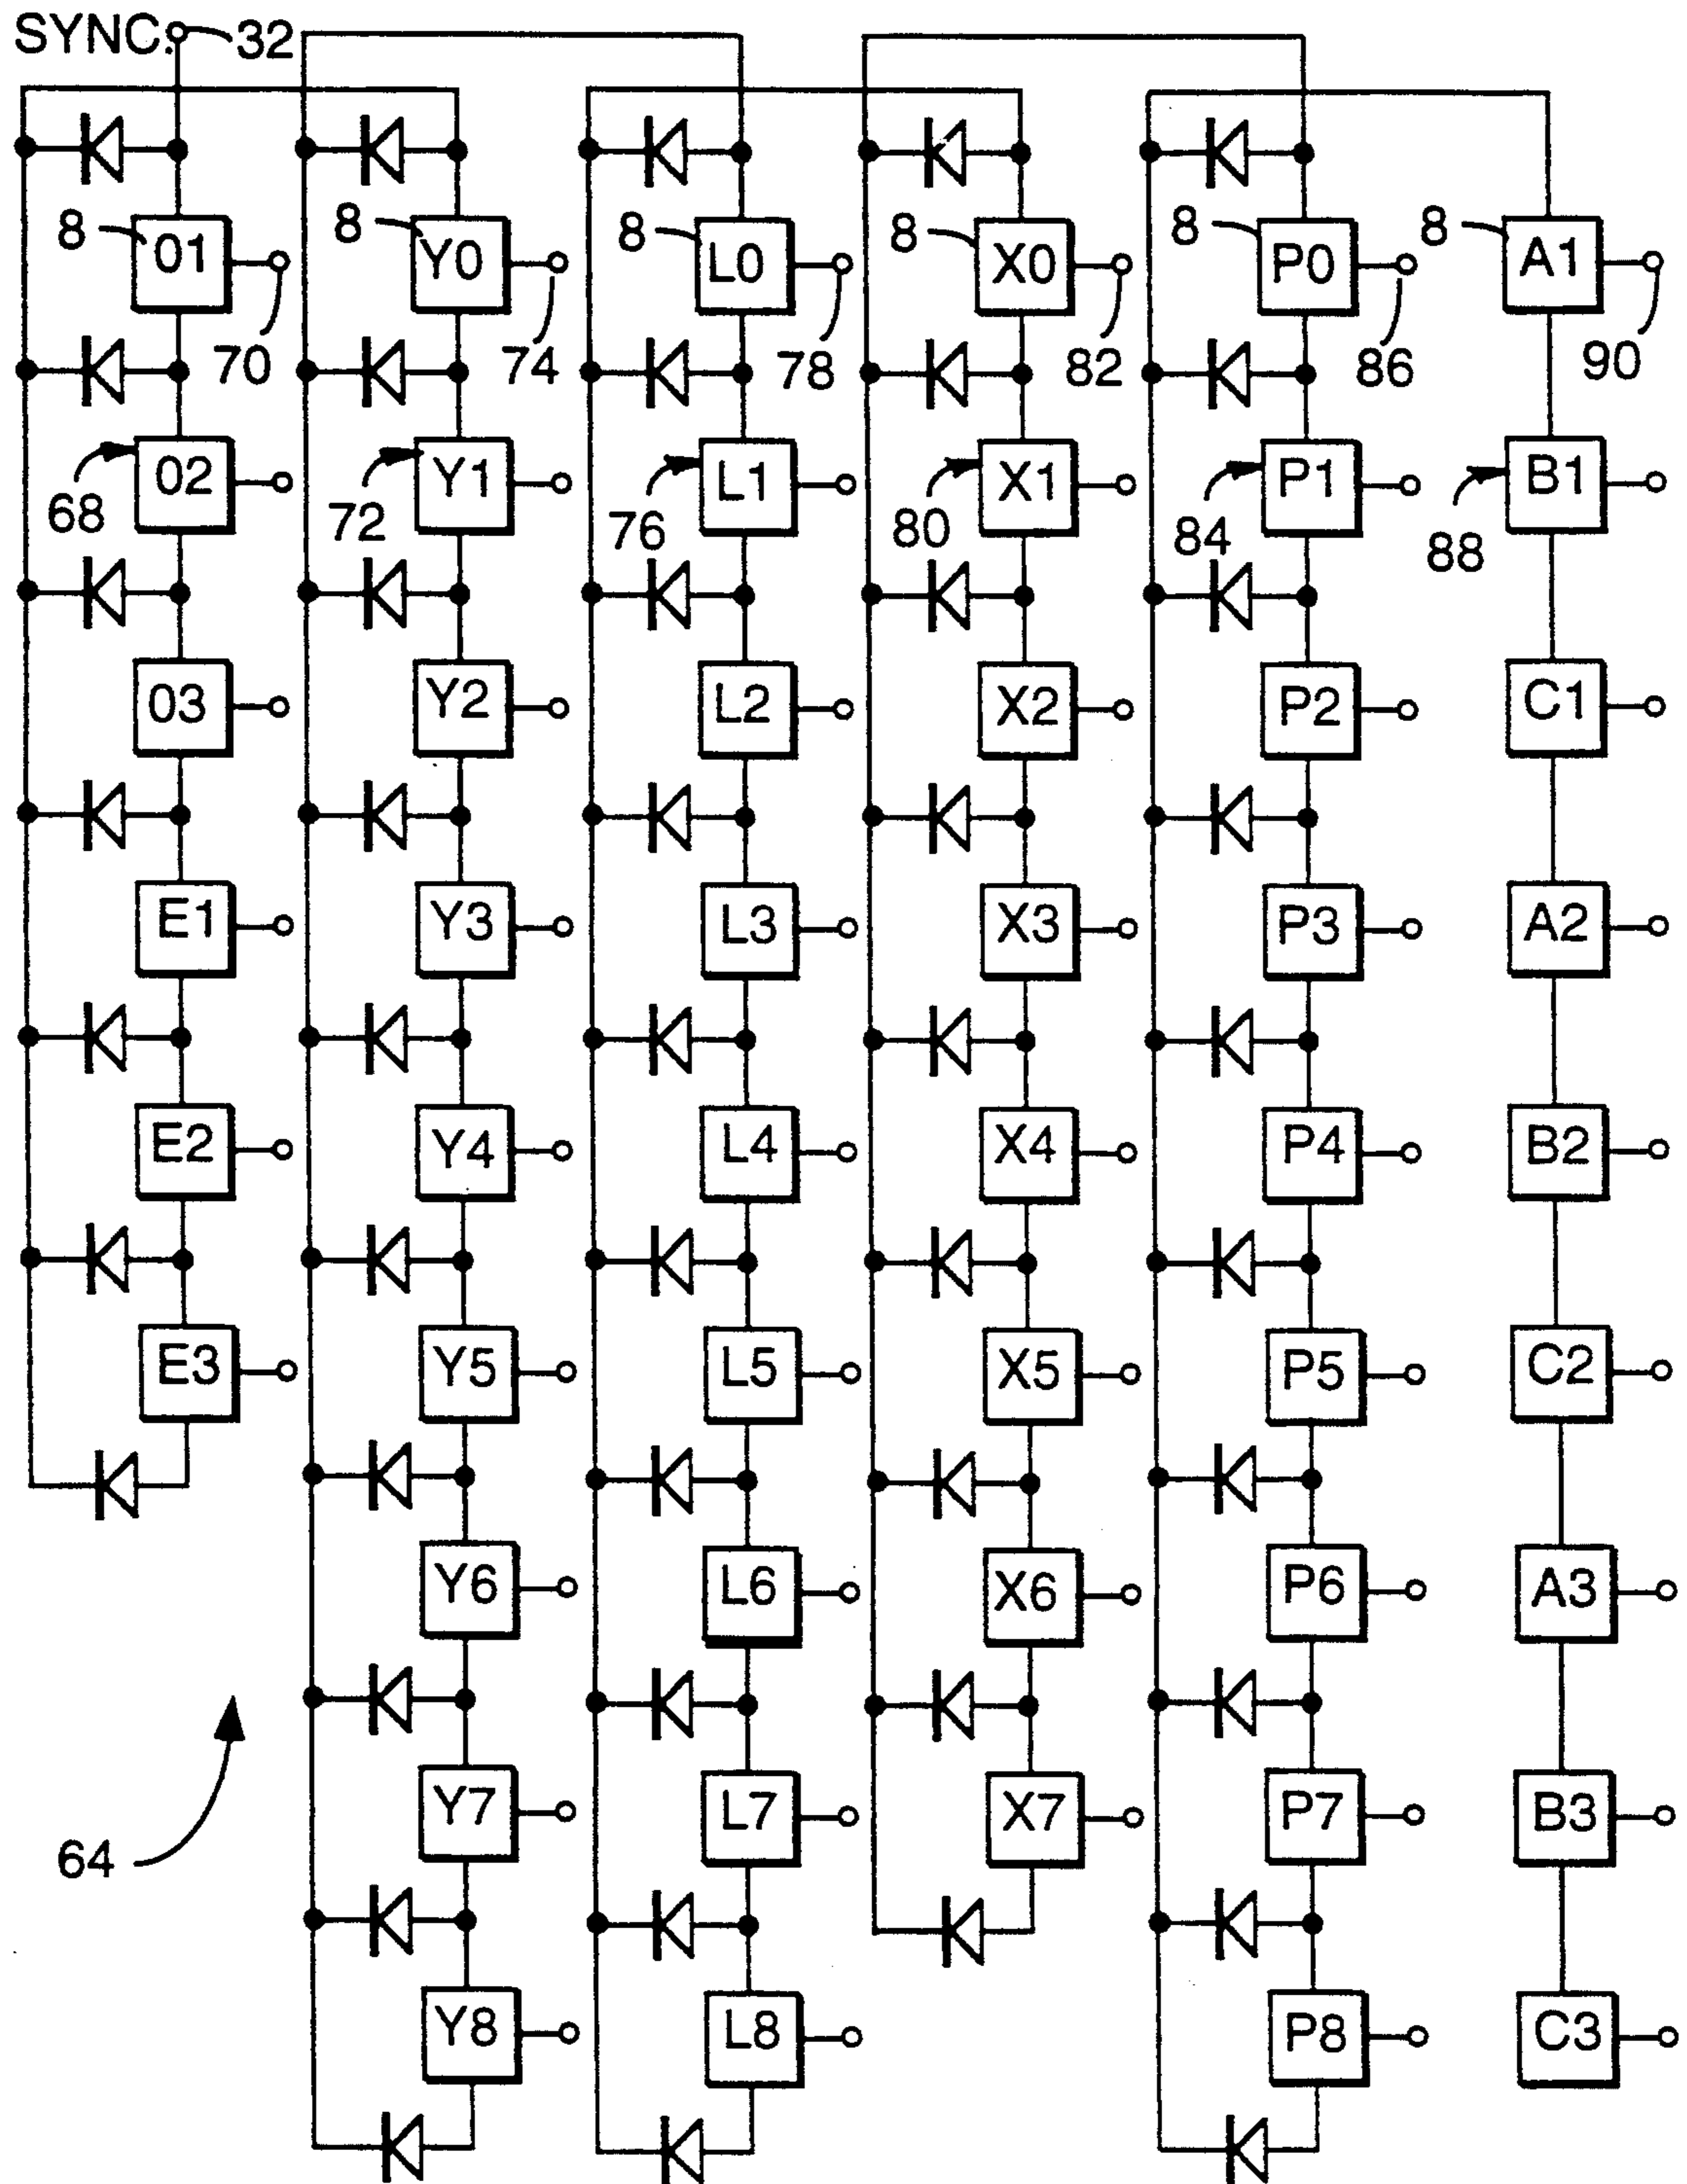 SYNC. 32
8 01 8 Y0 8 L0 8 X0 8 P0 8 A1
70 74 78 82 86 90
02 Y1 L1 X1 P1 B1
68 72 76 80 84 88
03 Y2 L2 X2 P2 C1
E1 Y3 L3 X3 P3 A2
E2 Y4 L4 X4 P4 B2
E3 Y5 L5 X5 P5 C2
Y6 L6 X6 P6 A3
Y7 L7 X7 P7 B3
64
Y8 L8 P8 C3